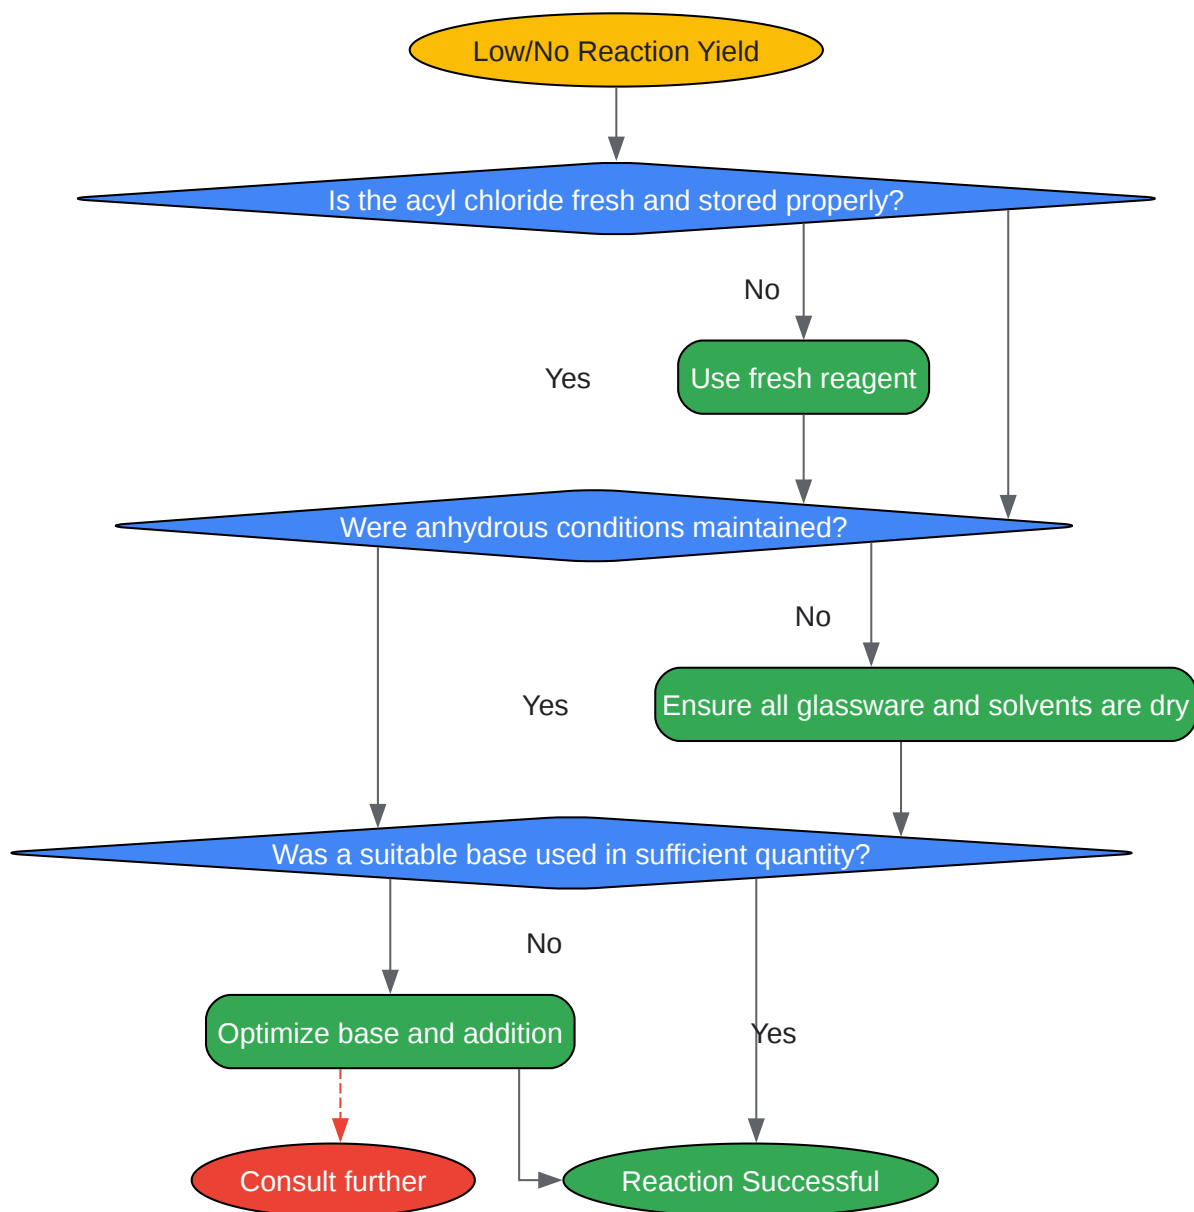 Low/No Reaction Yield
Is the acyl chloride fresh and stored properly?
No
Yes
Use fresh reagent
Were anhydrous conditions maintained?
No
Yes
Ensure all glassware and solvents are dry
Was a suitable base used in sufficient quantity?
No
Optimize base and addition
Yes
Consult further
Reaction Successful